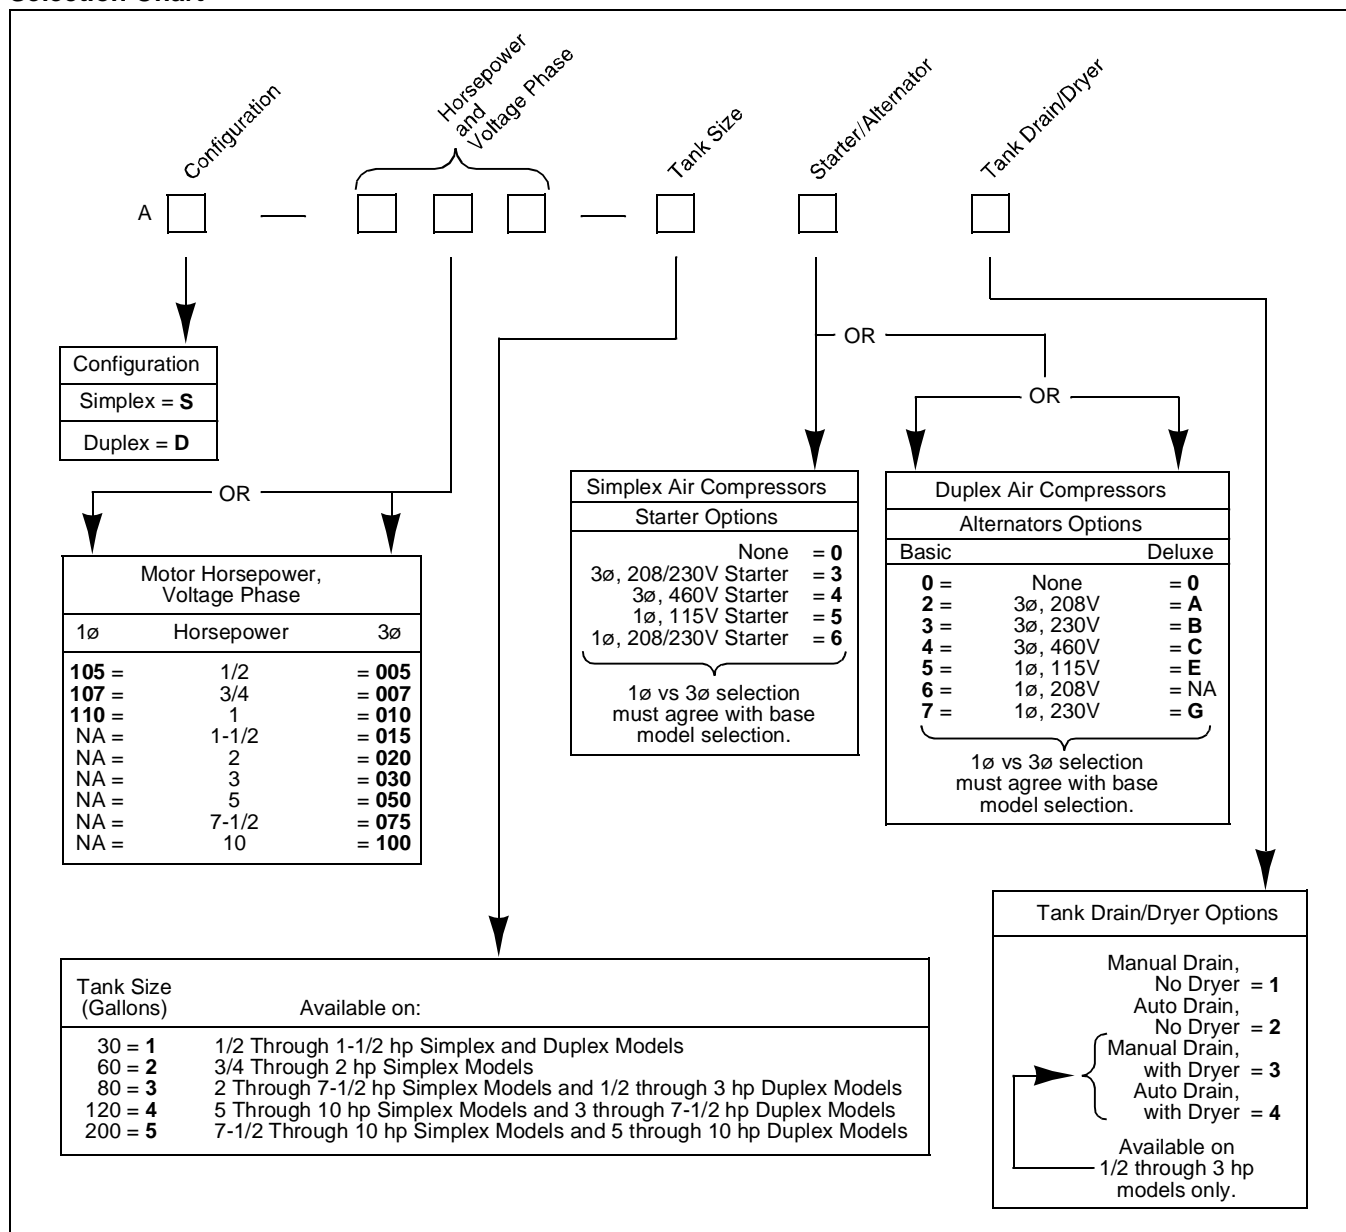 Configuration
Horsepower
and
Voltage Phase
Tank Size
Starter/Alternator
Tank Drain/Dryer
A
Configuration
Simplex = S
Duplex = D
OR
OR
OR
Motor Horsepower,
Voltage Phase
1ø Horsepower 3ø
105 = 1/2 = 005
107 = 3/4 = 007
110 = 1 = 010
NA = 1-1/2 = 015
NA = 2 = 020
NA = 3 = 030
NA = 5 = 050
NA = 7-1/2 = 075
NA = 10 = 100
Simplex Air Compressors
Starter Options
None = 0
3ø, 208/230V Starter = 3
3ø, 460V Starter = 4
1ø, 115V Starter = 5
1ø, 208/230V Starter = 6
1ø vs 3ø selection
must agree with base
model selection.
Duplex Air Compressors
Alternators Options
Basic Deluxe
0 = None = 0
2 = 3ø, 208V = A
3 = 3ø, 230V = B
4 = 3ø, 460V = C
5 = 1ø, 115V = E
6 = 1ø, 208V = NA
7 = 1ø, 230V = G
1ø vs 3ø selection
must agree with base
model selection.
Tank Size
(Gallons) Available on:
30 = 1 1/2 Through 1-1/2 hp Simplex and Duplex Models
60 = 2 3/4 Through 2 hp Simplex Models
80 = 3 2 Through 7-1/2 hp Simplex Models and 1/2 through 3 hp Duplex Models
120 = 4 5 Through 10 hp Simplex Models and 3 through 7-1/2 hp Duplex Models
200 = 5 7-1/2 Through 10 hp Simplex Models and 5 through 10 hp Duplex Models
Tank Drain/Dryer Options
Manual Drain,
No Dryer = 1
Auto Drain,
No Dryer = 2
Manual Drain,
with Dryer = 3
Auto Drain,
with Dryer = 4
Available on
1/2 through 3 hp
models only.